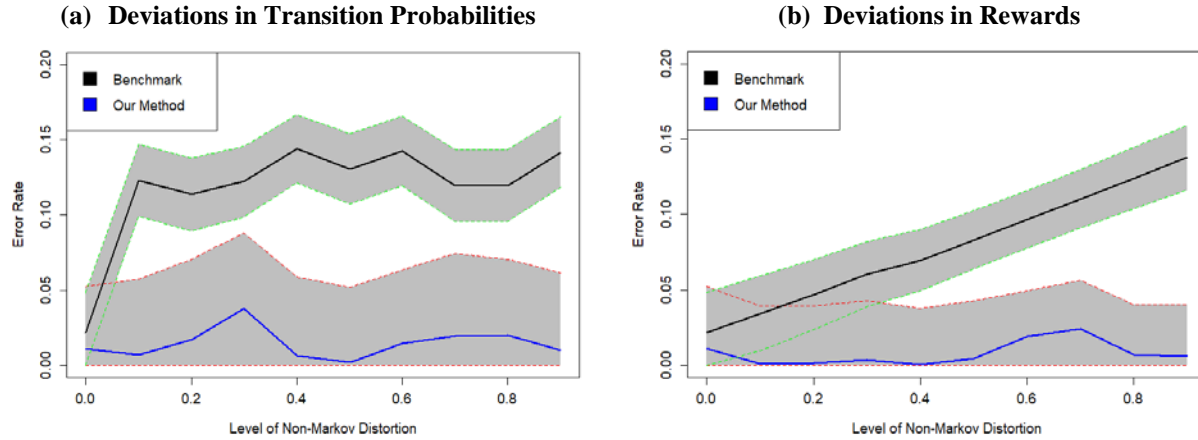 (a) Deviations in Transition Probabilities
Benchmark
Our Method
Error Rate
0.20
0.15
0.10
0.05
0.00
0.0 0.2 0.4 0.6 0.8
Level of Non-Markov Distortion
(b) Deviations in Rewards
Benchmark
Our Method
Error Rate
0.20
0.15
0.10
0.05
0.00
0.0 0.2 0.4 0.6 0.8
Level of Non-Markov Distortion